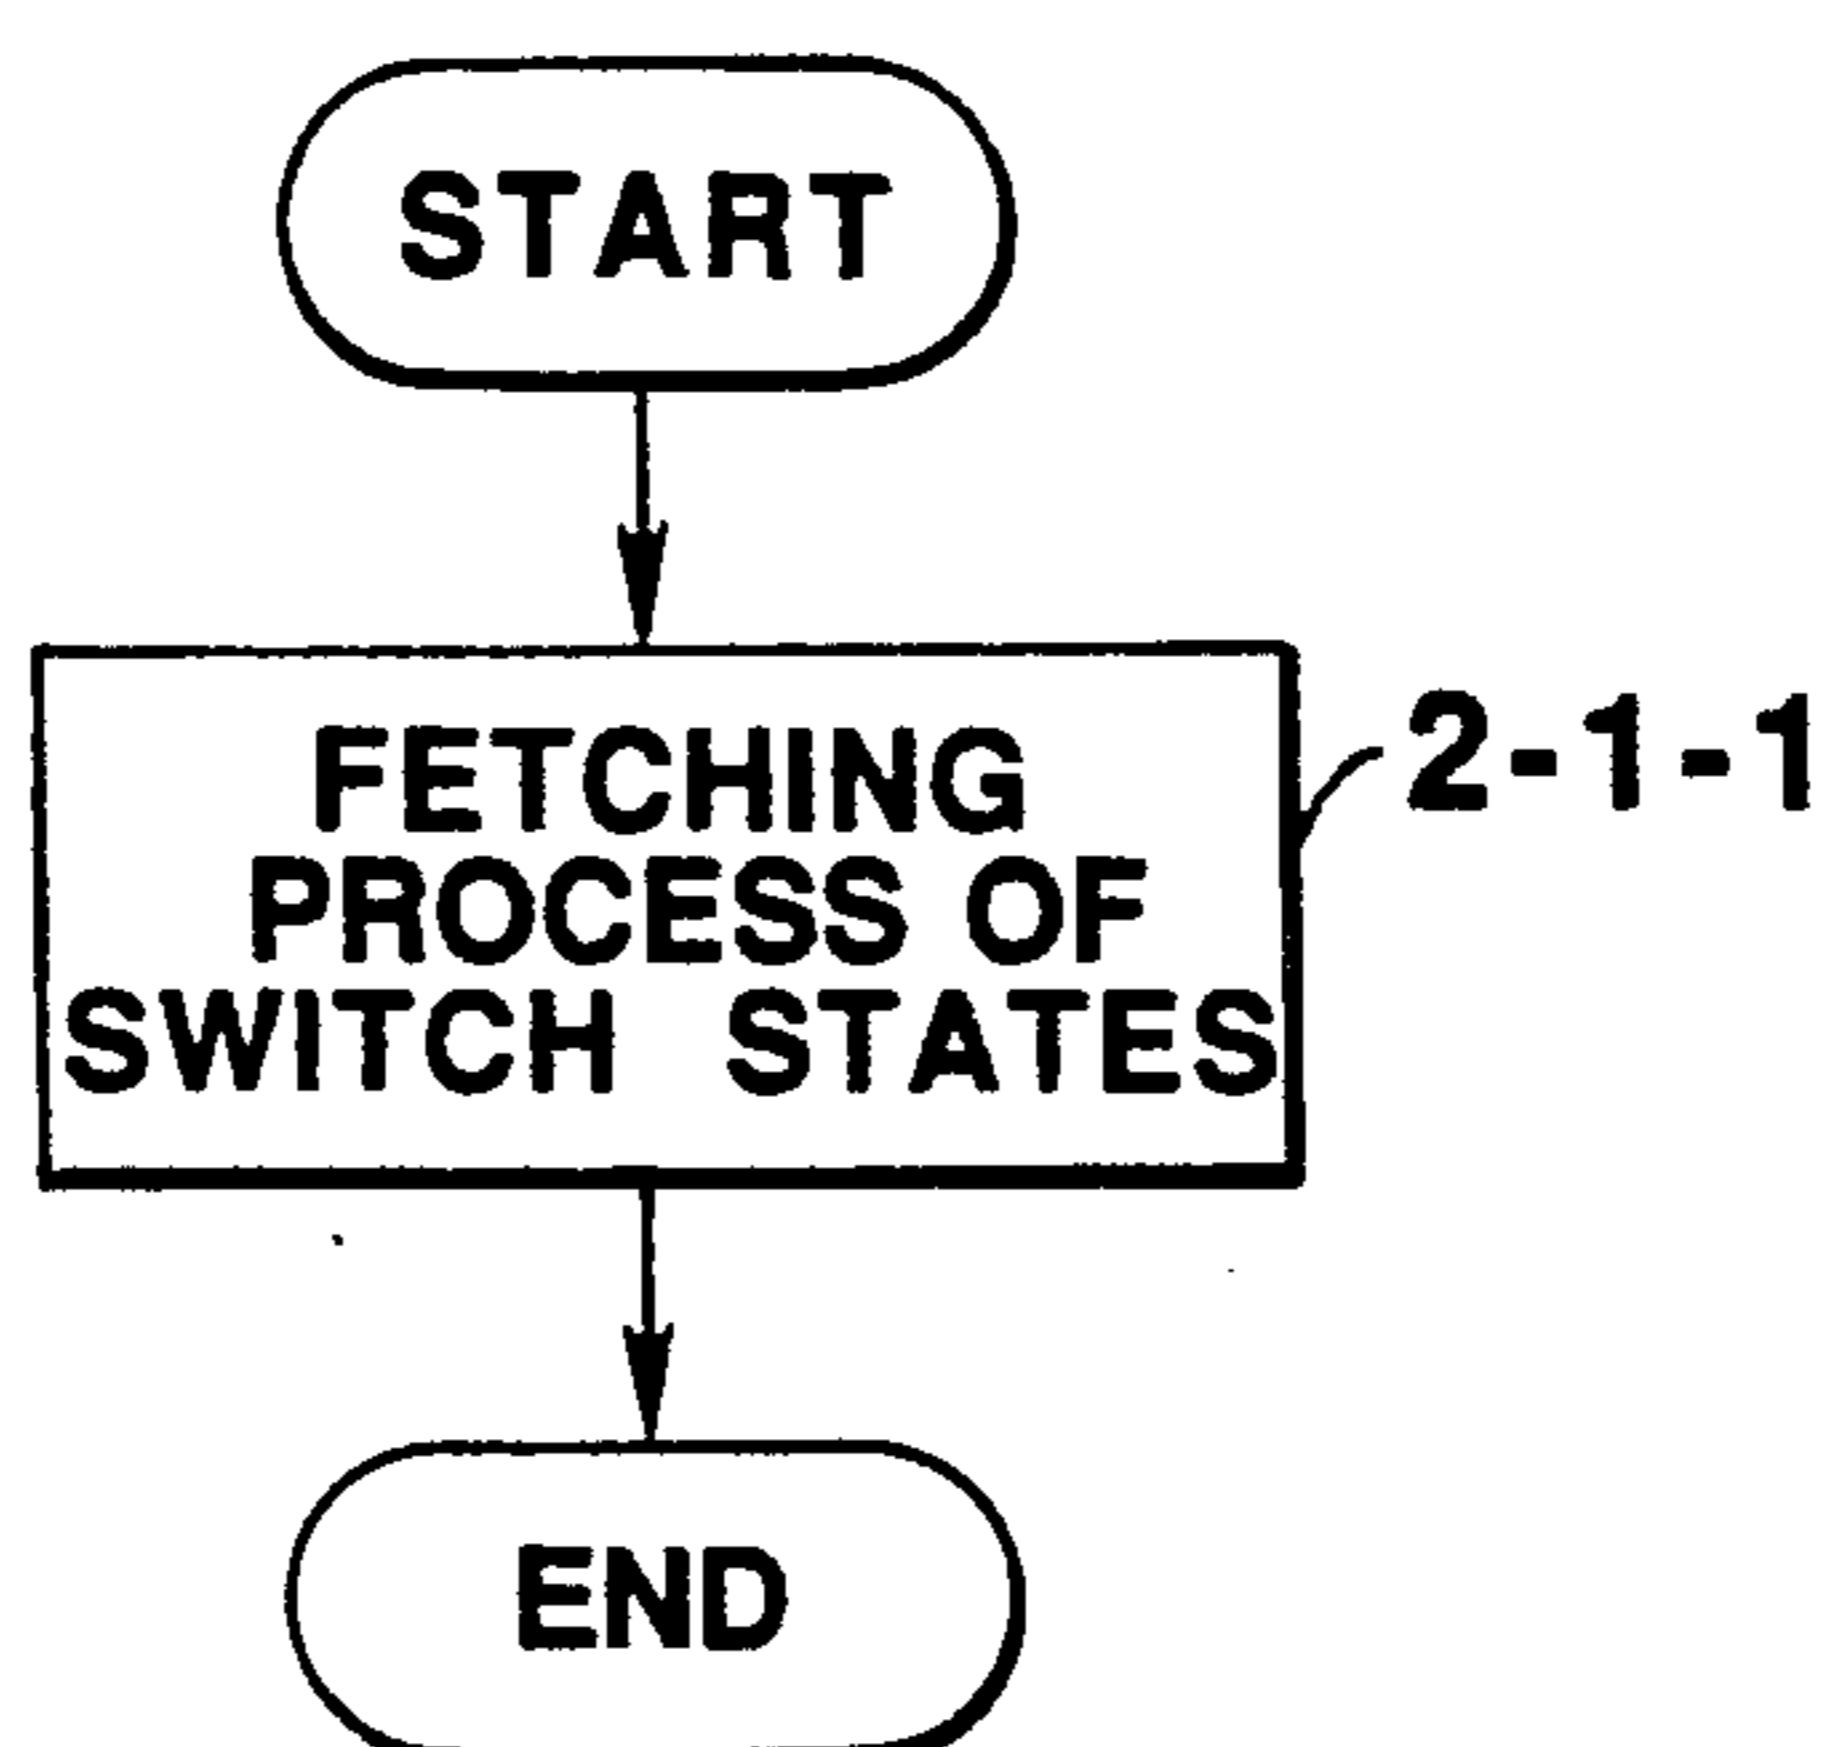 START
FETCHING
PROCESS OF
SWITCH STATES
2-1-1
END